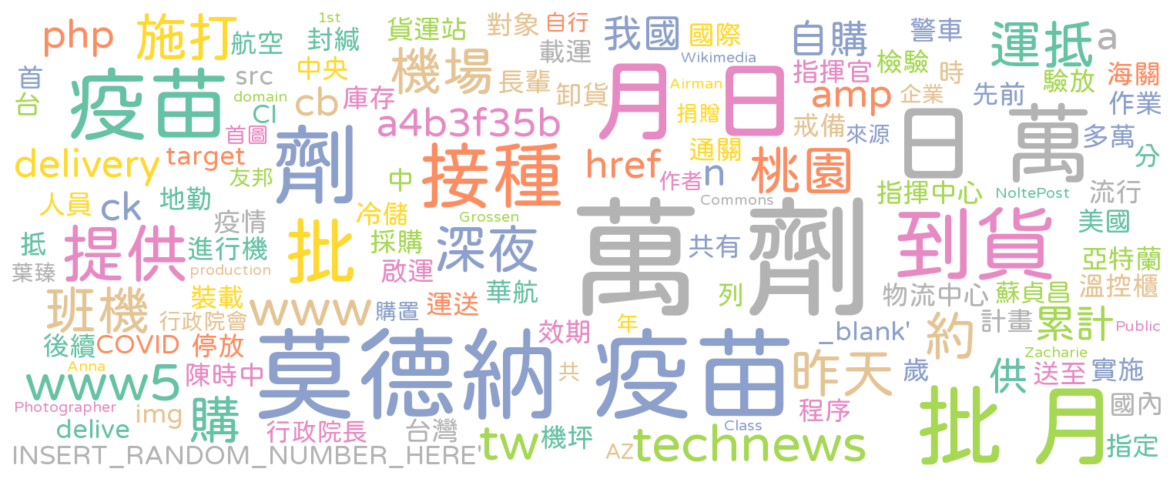 php
施打
航空
1st
封緘
貨運站
對象
自行
載運
我國
國際
Wikimedia
自購
警車
運抵
a
首
台
疫苗
src
domain
中央
機場
長輩
卸貨
月日
Airman
指揮官
檢驗
時
驗放
海關
CI
cb
庫存
捐贈
amp
企業
先前
作業
首圖
a4b3f35b
戒備
來源
日萬
多萬
delivery
target
劑
接種
href
通關
n
桃園
分
友邦
中
作者
指揮中心
NoltePost
流行
人員
ck
地勤
冷儲
Grossen
Commons
美國
抵
疫情
提供
進行機
批
採購
深夜
萬劑
共有
到貨
亞特蘭
葉臻
production
啟運
華航
列
物流中心
蘇貞昌
溫控櫃
班機
裝載
www
購置
運送
行政院會
效期
年
_blank'
約
計畫
累計
Public
後續
COVID
停放
莫德納
疫苗
昨天
Zacharie
Anna
陳時中
共
歲
供
送至
實施
www5
Photographer
img
購
程序
批月
國內
delive
行政院長
台灣
tw
機坪
Class
INSERT_RANDOM_NUMBER_HERE'
AZ
technews
指定